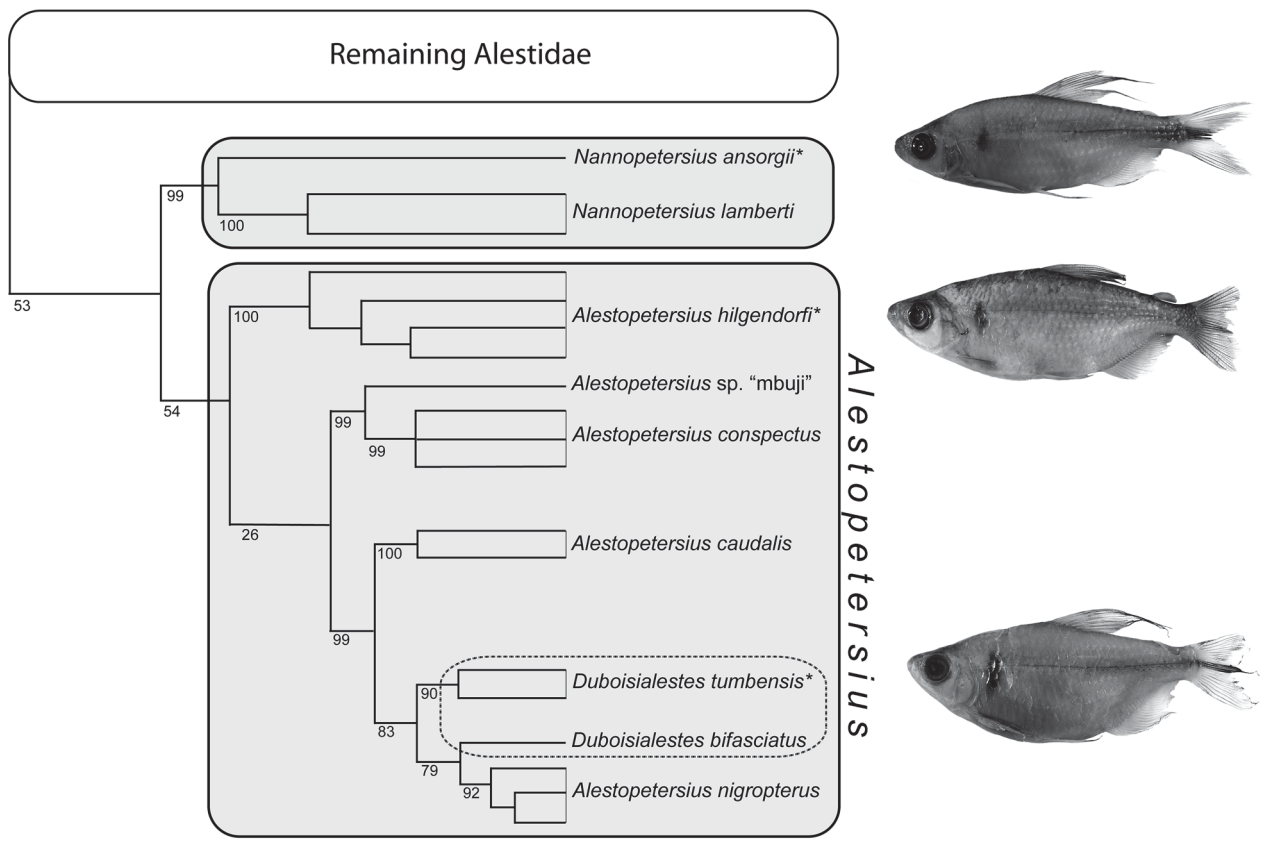 Remaining Alestidae
Nannopetersius ansorgii*
99
Nannopetersius lamberti
100
53
Alestopetersius hilgendorfi*
100
Alestopetersius sp. “mbuji”
54
99
Alestopetersius conspectus
99
26
Alestopetersius caudalis
100
99
Duboisialestes tumbensis*
90
83
Duboisialestes bifasciatus
79
Alestopetersius nigropterus
92
Alestopetersius